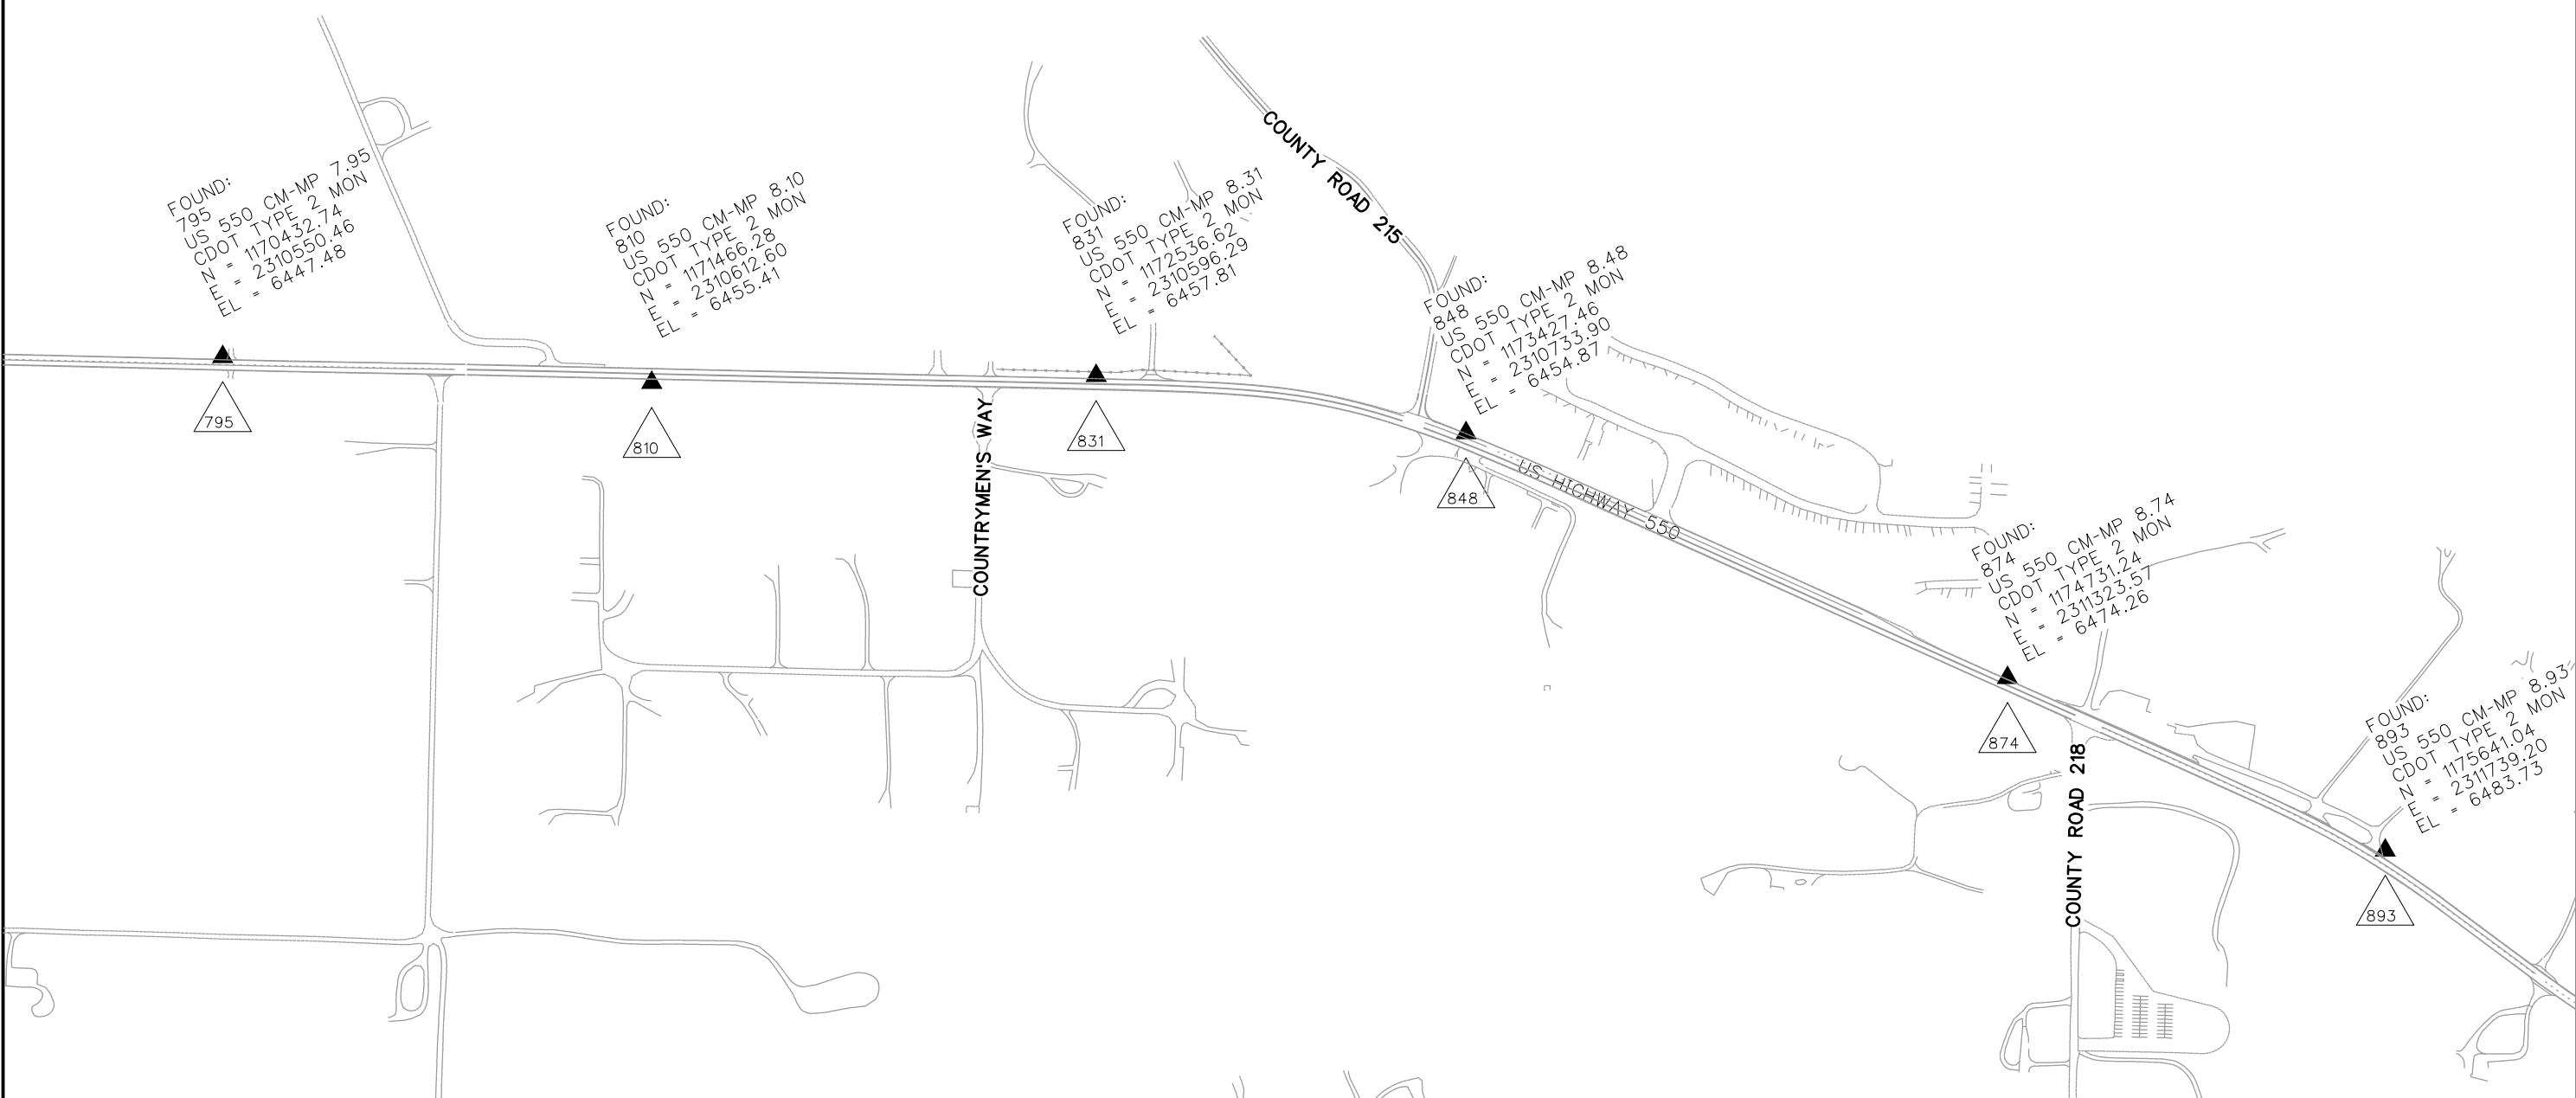 FOUND:
795
US 550 CM-MP 7.95
CDOT TYPE 2 MON
N = 1170432.74
E = 2310550.46
EL = 6447.48
795
FOUND:
810
US 550 CM-MP 8.10
CDOT TYPE 2 MON
N = 1171466.28
E = 2310612.60
EL = 6455.41
810
FOUND:
831
US 550 CM-MP 8.31
CDOT TYPE 2 MON
N = 1172536.62
E = 2310596.29
EL = 6457.81
831
COUNTRYMEN'S WAY
COUNTY ROAD 215
FOUND:
848
US 550 CM-MP 8.48
CDOT TYPE 2 MON
N = 1173427.46
E = 2310733.90
EL = 6454.87
848
US HIGHWAY 550
FOUND:
874
US 550 CM-MP 8.74
CDOT TYPE 2 MON
N = 1174731.24
E = 2311323.57
EL = 6474.26
874
COUNTY ROAD 218
FOUND:
893
US 550 CM-MP 8.93
CDOT TYPE 2 MON
N = 1175641.04
E = 2311739.20
EL = 6483.73
893